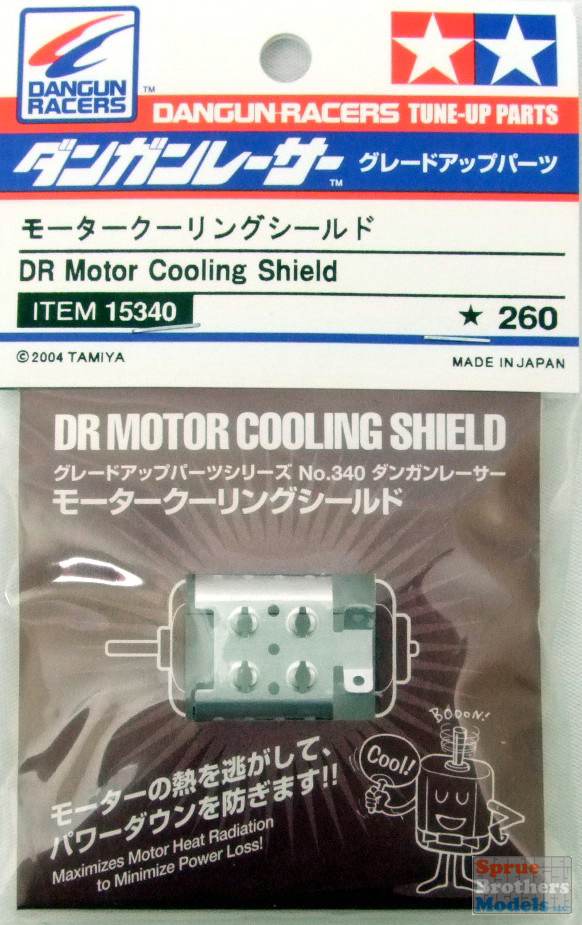 DANGUN
RACERS
TM
DANGUN-RACERS TUNE-UP PARTS
ダンガンレーサー TM グレードアップパーツ
モータークーリングシールド
DR Motor Cooling Shield
ITEM 15340
★ 260
©2004 TAMIYA
MADE IN JAPAN
DR MOTOR COOLING SHIELD
グレードアップパーツシリーズ No.340 ダンガンレーサー
モータークーリングシールド
BOOON!
Cool!
モーターの熱を逃がして、
パワーダウンを防ぎます!!
Maximizes Motor Heat Radiation
to Minimize Power Loss!
Sprue
Brothers
Models LLC